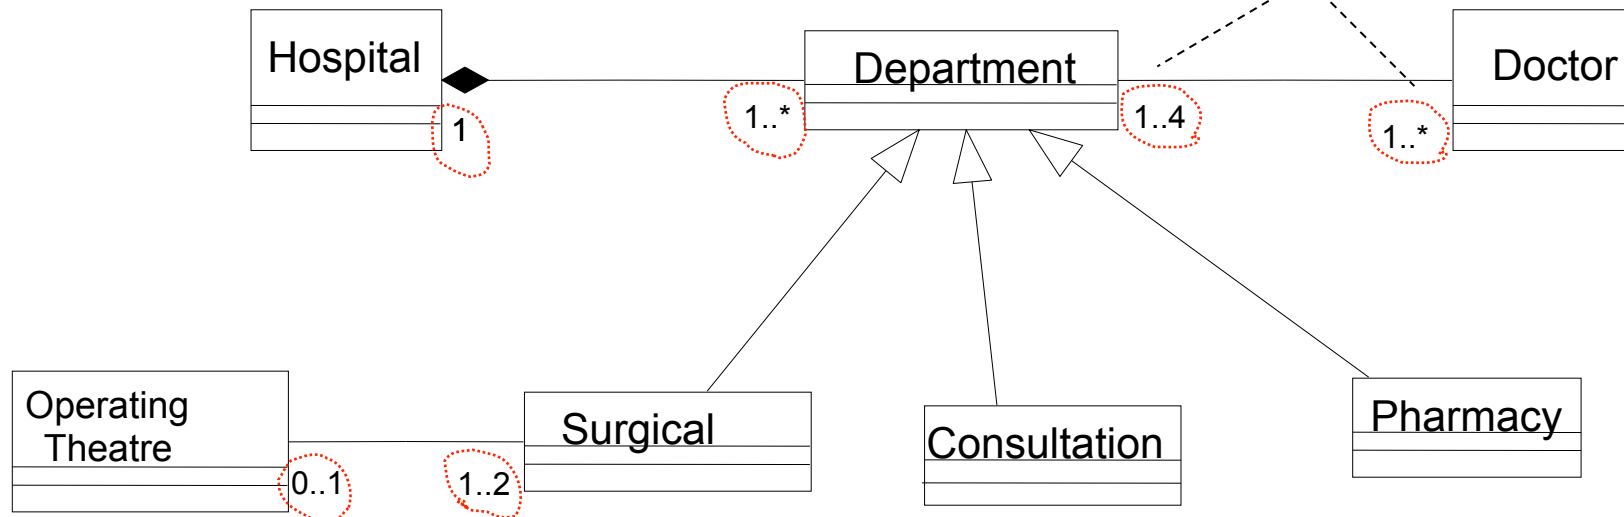 Hospital
Department
Doctor
1
1..*
1..4
1..*
Operating
Theatre
Surgical
Consultation
Pharmacy
0..1
1..2